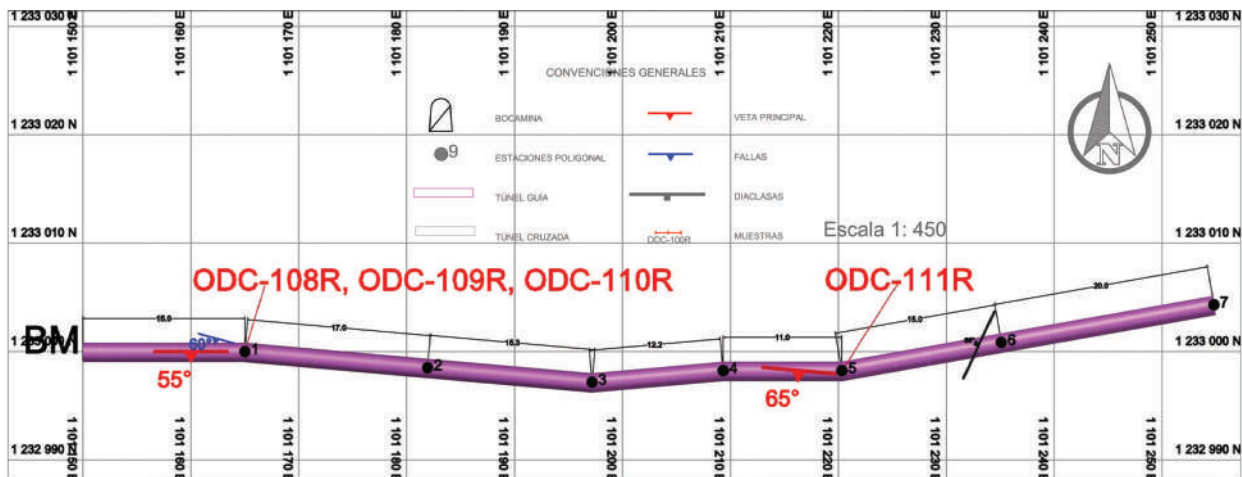 1 233 030 N
1 101 150 E
1 101 160 E
1 101 170 E
1 101 180 E
1 101 190 E
1 101 200 E
1 101 210 E
1 101 220 E
1 101 230 E
1 101 240 E
1 101 250 E
1 233 030 N
CONVENCIONES GENERALES
BOCAMINA
VETA PRINCIPAL
9
ESTACIONES POLIGONAL
FALLAS
TÚNEL GUÍA
DIACLASAS
TÚNEL CRUZADA
ODC-100R
MUESTRAS
Escala 1: 450
N
1 233 020 N
1 233 020 N
1 233 010 N
1 233 010 N
ODC-108R, ODC-109R, ODC-110R
ODC-111R
BM
15.0
17.0
12.2
11.0
15.0
20.0
60°
1
2
3
4
5
6
7
1 233 000 N
55°
65°
1 232 990 N
1 101 160 E
1 101 170 E
1 101 180 E
1 101 190 E
1 101 200 E
1 101 210 E
1 101 220 E
1 101 230 E
1 101 240 E
1 101 250 E
1 232 990 N